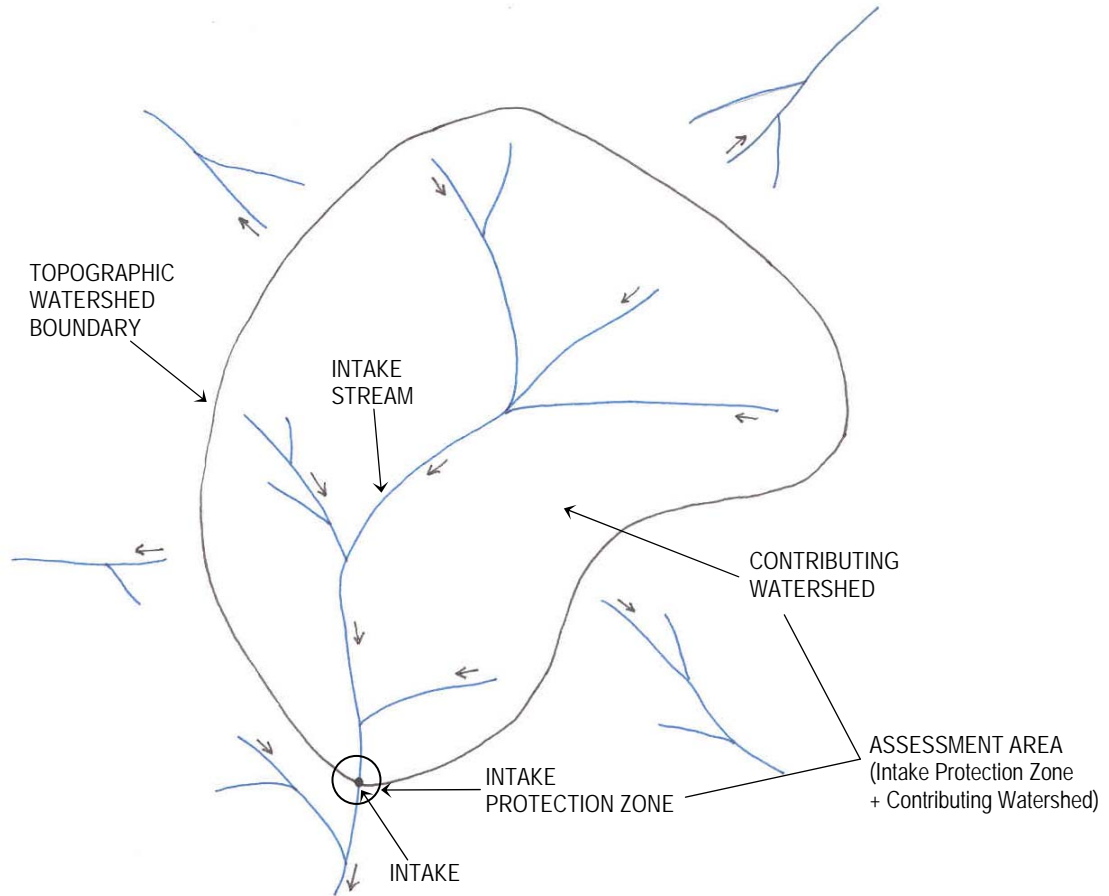 TOPOGRAPHIC
WATERSHED
BOUNDARY
INTAKE
STREAM
CONTRIBUTING
WATERSHED
ASSESSMENT AREA
(Intake Protection Zone
+ Contributing Watershed)
INTAKE
PROTECTION ZONE
INTAKE